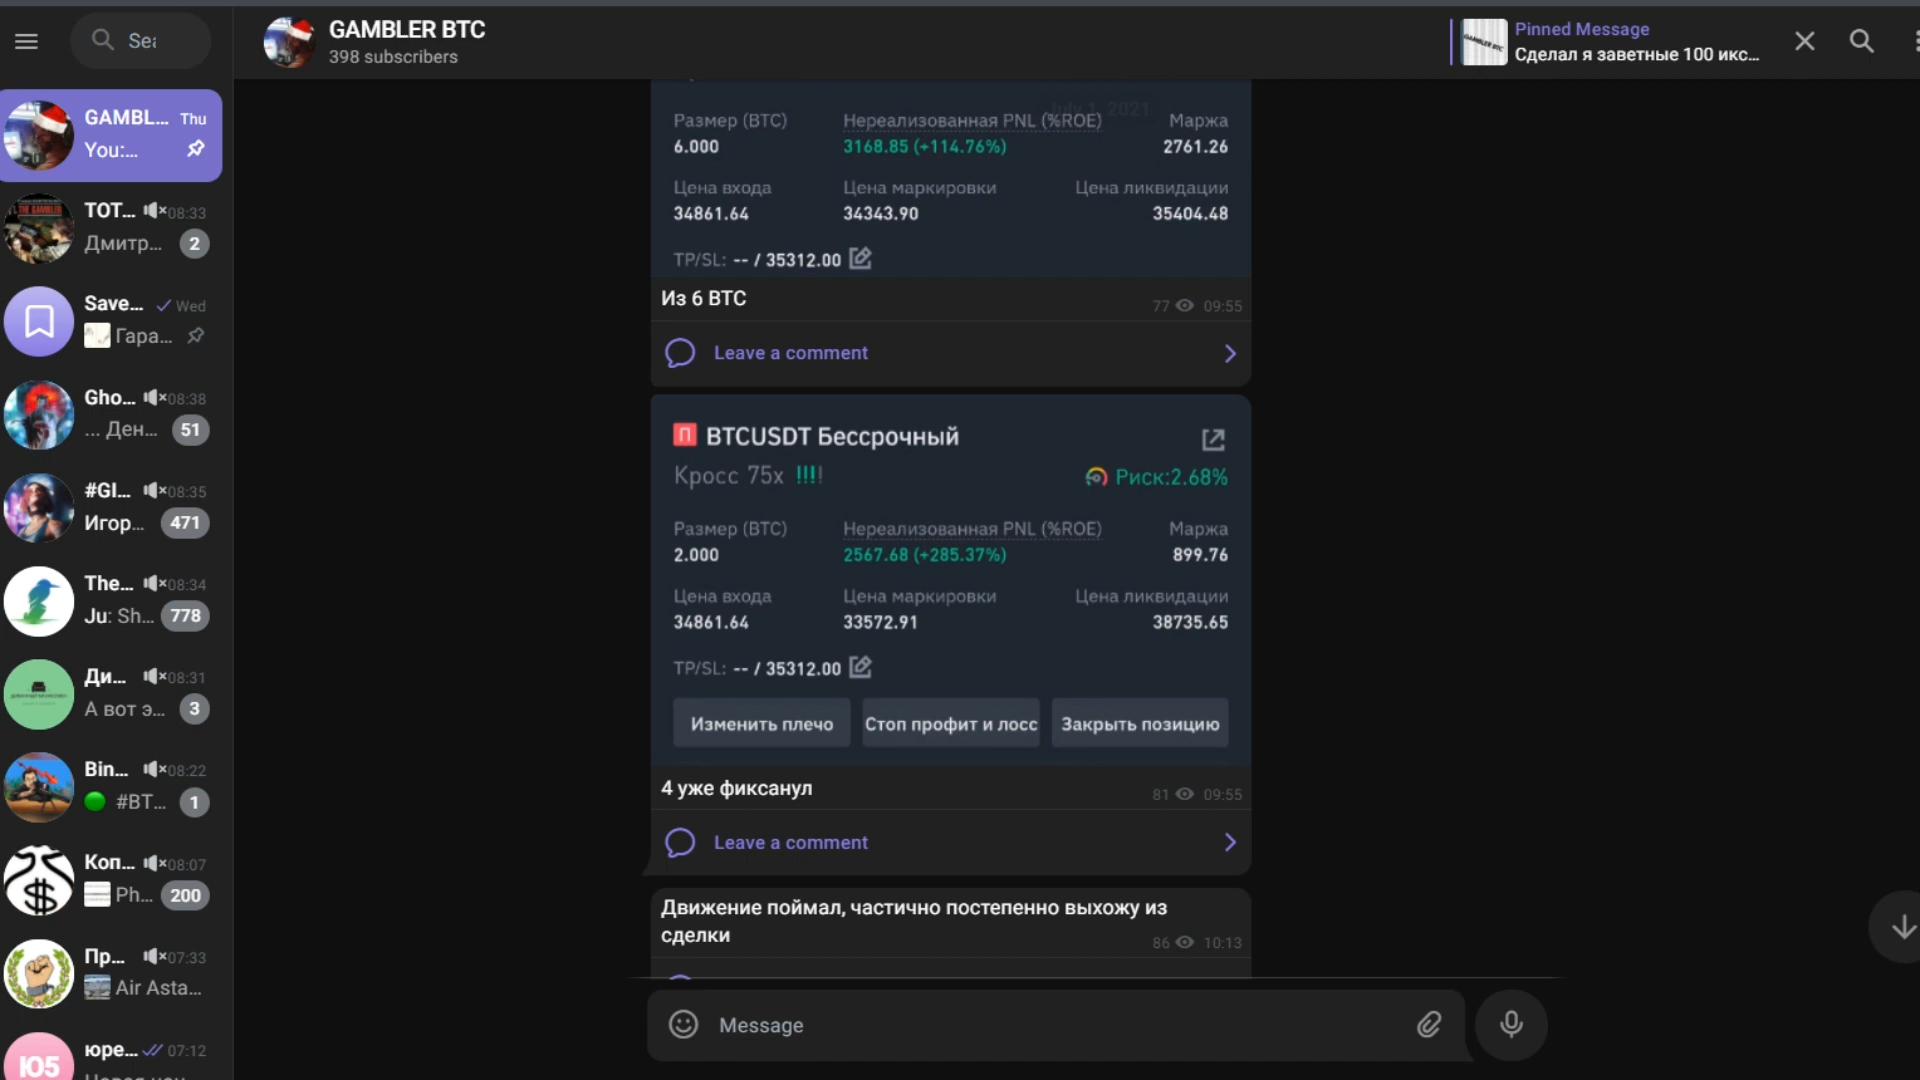 Sea
GAMBL... Thu
You:...
TOT... 08:33
Дмитр... 2
Save... Wed
Гара...
Gho... 08:38
... Ден... 51
#GI... 08:35
Игор... 471
The... 08:34
Ju: Sh... 778
Ди... 08:31
А вот э... 3
Bin... 08:22
#BT... 1
Коп... 08:07
Ph... 200
Пр... 07:33
Air Asta...
Ю5
юре... 07:12
GAMBLER BTC
398 subscribers
Pinned Message
Сделал я заветные 100 икс...
July 1, 2021
Размер (BTC) Нереализованная PNL (%ROE) Маржа
6.000 3168.85 (+114.76%) 2761.26
Цена входа Цена маркировки Цена ликвидации
34861.64 34343.90 35404.48
TP/SL: -- / 35312.00
Из 6 BTC
77 09:55
Leave a comment
П BTCUSDT Бессрочный
Кросс 75x !!!! Риск:2.68%
Размер (BTC) Нереализованная PNL (%ROE) Маржа
2.000 2567.68 (+285.37%) 899.76
Цена входа Цена маркировки Цена ликвидации
34861.64 33572.91 38735.65
TP/SL: -- / 35312.00
Изменить плечо Стоп профит и лосс Закрыть позицию
4 уже фиксанул
81 09:55
Leave a comment
Движение поймал, частично постепенно выхожу из
сделки
86 10:13
Message